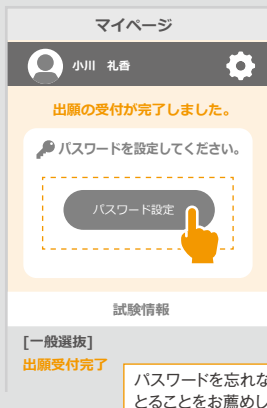 マイページ
小川 礼香
出願の受付が完了しました。
パスワードを設定してください。
パスワード設定
試験情報
[一般選抜]
出願受付完了
パスワードを忘れな
とることをお薦めし